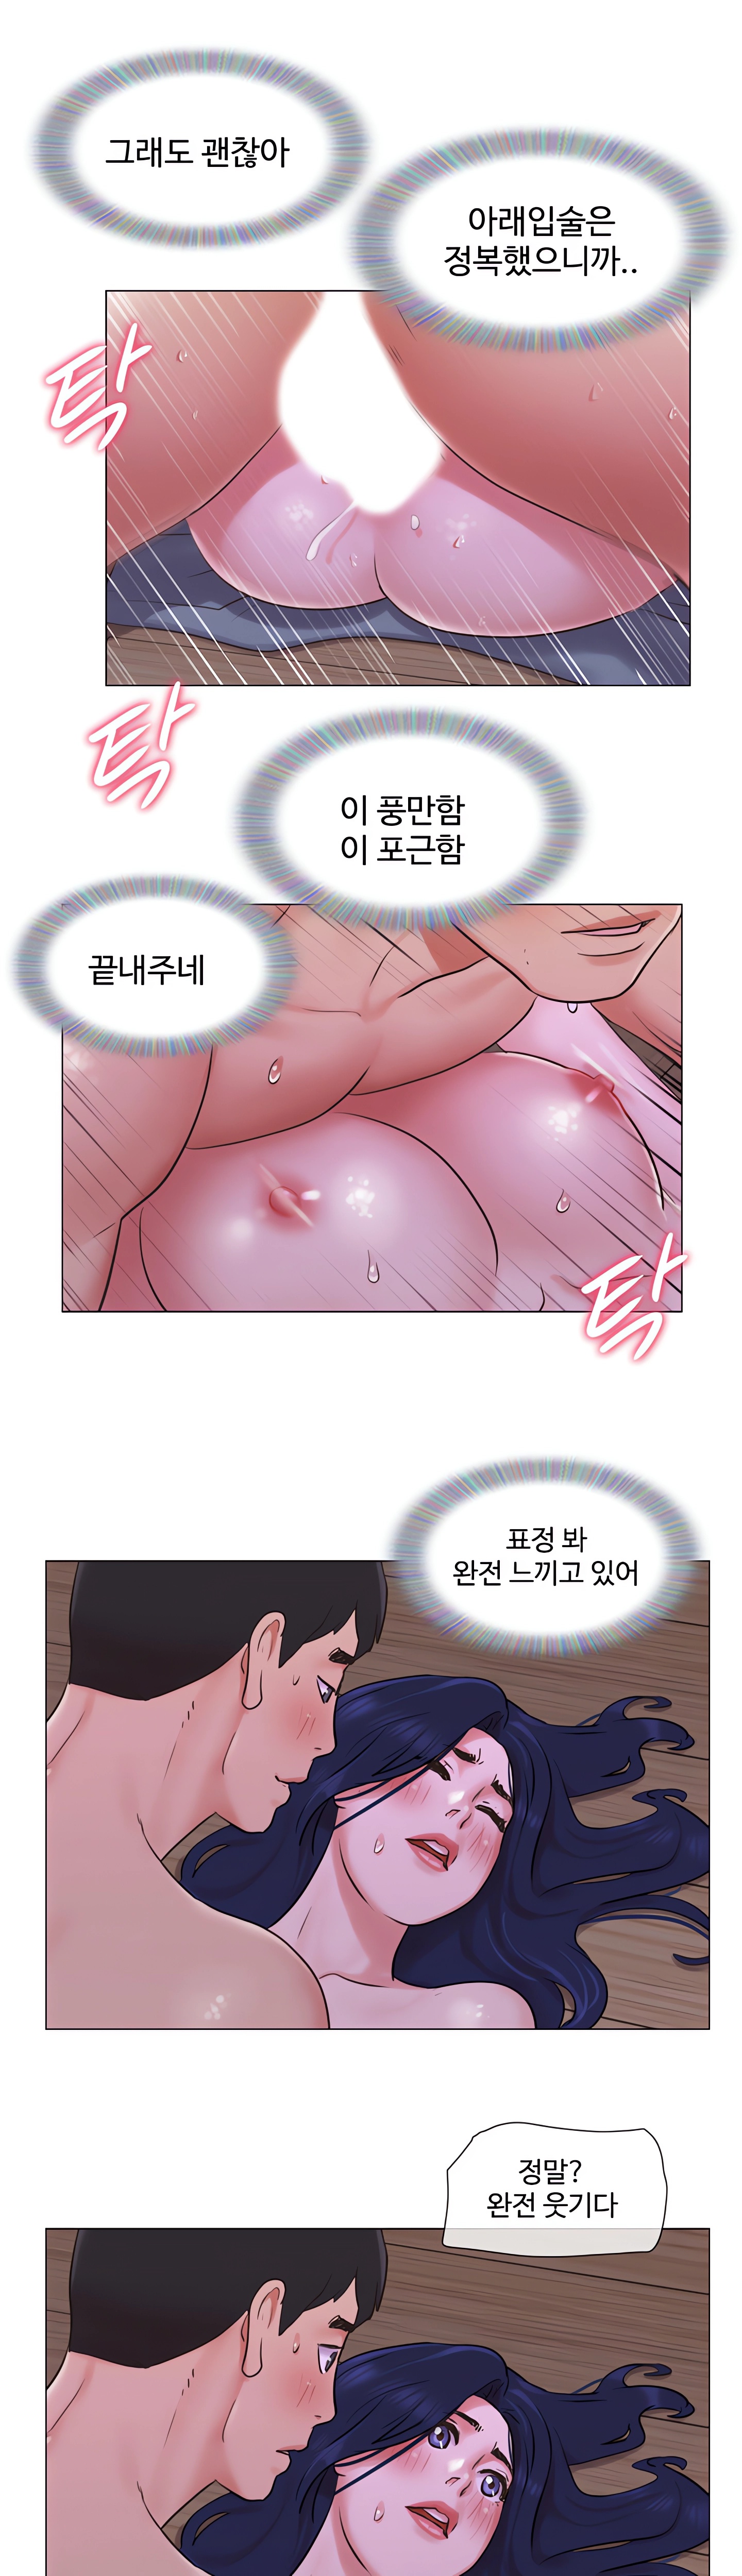 그래도 괜찮아
아래입술은
정복했으니까..
탁
탁
이 풍만함
이 포근함
끝내주네
탁
표정 봐
완전 느끼고 있어
정말?
완전 웃기다